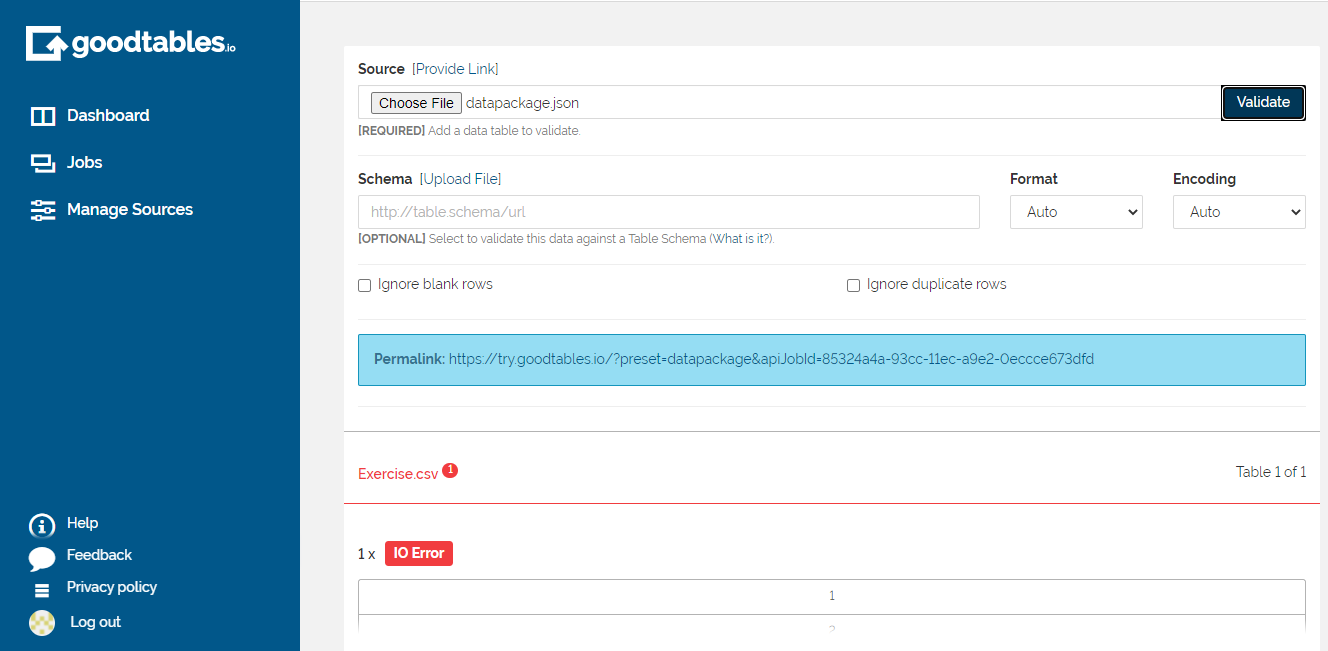 goodtables.io
Dashboard
Jobs
Manage Sources
Help
Feedback
Privacy policy
Log out
Source [Provide Link]
Choose File datapackage.json
Validate
[REQUIRED] Add a data table to validate.
Schema [Upload File]
Format
Encoding
http://table.schema/url
Auto
Auto
[OPTIONAL] Select to validate this data against a Table Schema (What is it?).
Ignore blank rows
Ignore duplicate rows
Permalink: https://try.goodtables.io/?preset=datapackage&apiJobId=85324a4a-93cc-11ec-a9e2-0eccce673dfd
Exercise.csv 1
Table 1 of 1
1 x IO Error
1